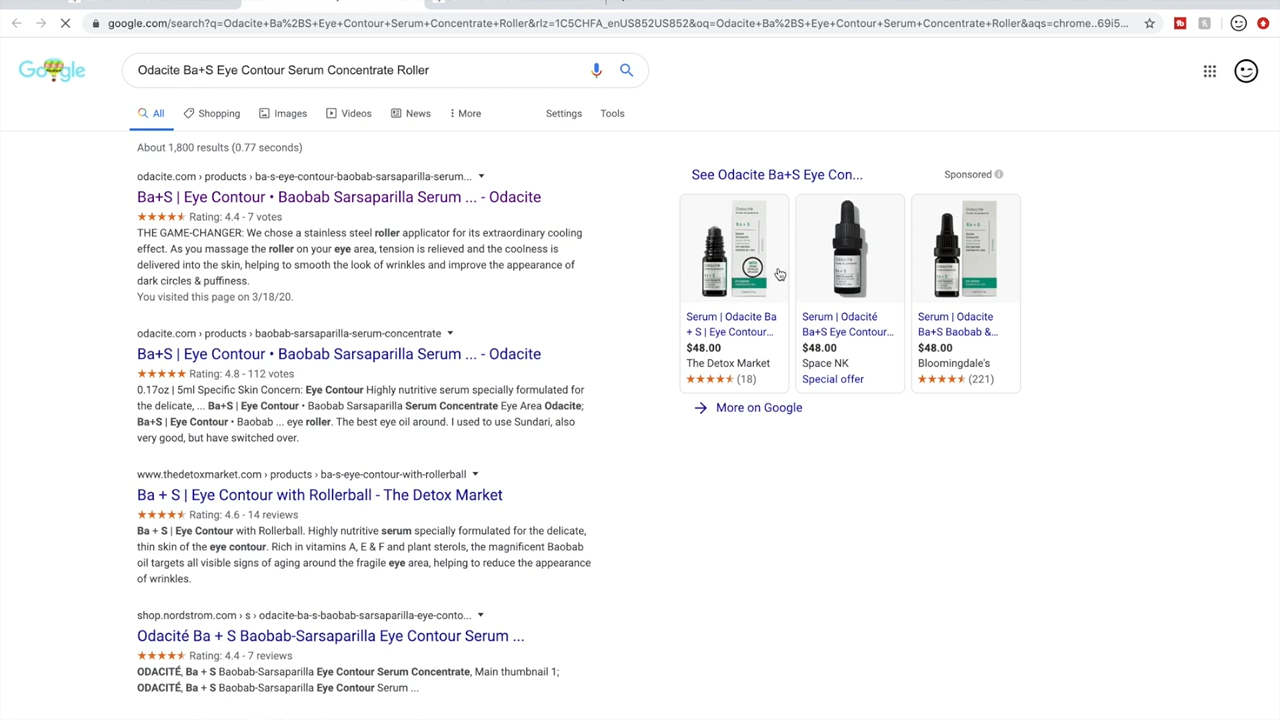 google.com/search?q=Odacite+Ba%2BS+Eye+Contour+Serum+Concentrate+Roller&rlz=1C5CHFA_enUS852US852&oq=Odacite+Ba%2BS+Eye+Contour+Serum+Concentrate+Roller&aqs=chrome..69i5...
Google
Odacite Ba+S Eye Contour Serum Concentrate Roller
All Shopping Images Videos News More Settings Tools
About 1,800 results (0.77 seconds)
odacite.com › products › ba-s-eye-contour-baobab-sarsaparilla-serum...
Ba+S | Eye Contour • Baobab Sarsaparilla Serum ... - Odacite
Rating: 4.4 - 7 votes
THE GAME-CHANGER: We chose a stainless steel roller applicator for its extraordinary cooling
effect. As you massage the roller on your eye area, tension is relieved and the coolness is
delivered into the skin, helping to smooth the look of wrinkles and improve the appearance of
dark circles & puffiness.
You visited this page on 3/18/20.
odacite.com › products › baobab-sarsaparilla-serum-concentrate
Ba+S | Eye Contour • Baobab Sarsaparilla Serum ... - Odacite
Rating: 4.8 - 112 votes
0.17oz | 5ml Specific Skin Concern: Eye Contour Highly nutritive serum specially formulated for
the delicate, ... Ba+S | Eye Contour • Baobab Sarsaparilla Serum Concentrate Eye Area Odacite;
Ba+S | Eye Contour • Baobab ... eye roller. The best eye oil around. I used to use Sundari, also
very good, but have switched over.
www.thedetoxmarket.com › products › ba-s-eye-contour-with-rollerball
Ba + S | Eye Contour with Rollerball - The Detox Market
Rating: 4.6 - 14 reviews
Ba + S | Eye Contour with Rollerball. Highly nutritive serum specially formulated for the delicate,
thin skin of the eye contour. Rich in vitamins A, E & F and plant sterols, the magnificent Baobab
oil targets all visible signs of aging around the fragile eye area, helping to reduce the appearance
of wrinkles.
shop.nordstrom.com › s › odacite-ba-s-baobab-sarsaparilla-eye-conto...
Odacité Ba + S Baobab-Sarsaparilla Eye Contour Serum ...
Rating: 4.4 - 7 reviews
ODACITÉ, Ba + S Baobab-Sarsaparilla Eye Contour Serum Concentrate, Main thumbnail 1;
ODACITÉ, Ba + S Baobab-Sarsaparilla Eye Contour Serum ...
See Odacite Ba+S Eye Con...
Sponsored
Serum | Odacite Ba
+ S | Eye Contour...
$48.00
The Detox Market
(18)
Serum | Odacité
Ba+S Eye Contour...
$48.00
Space NK
Special offer
Serum | Odacite
Ba+S Baobab &...
$48.00
Bloomingdale's
(221)
More on Google